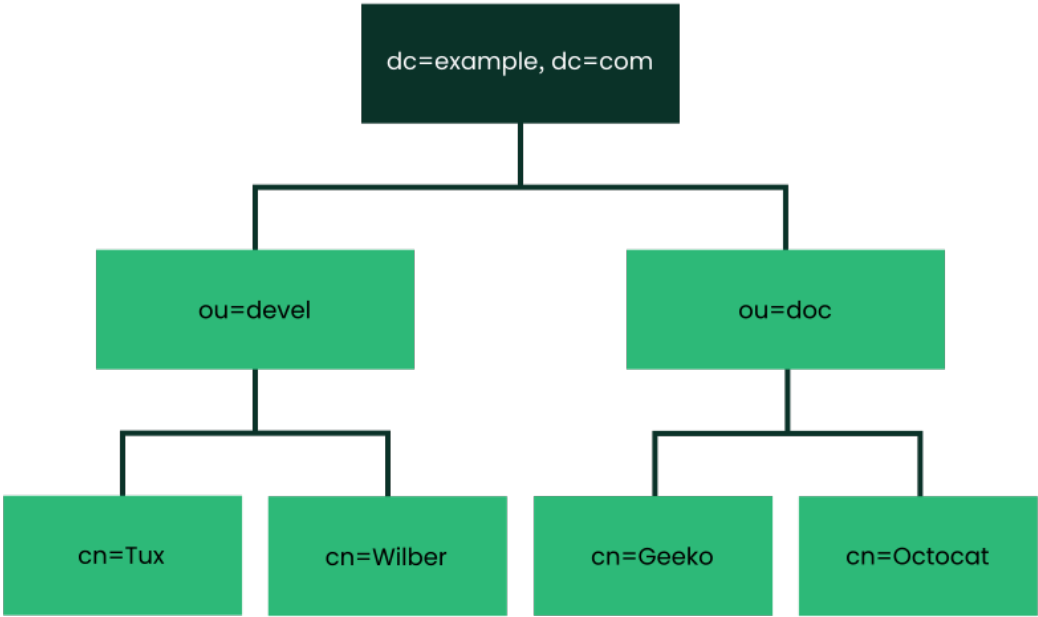 dc=example, dc=com
ou=devel
ou=doc
cn=Tux
cn=Wilber
cn=Geeko
cn=Octocat